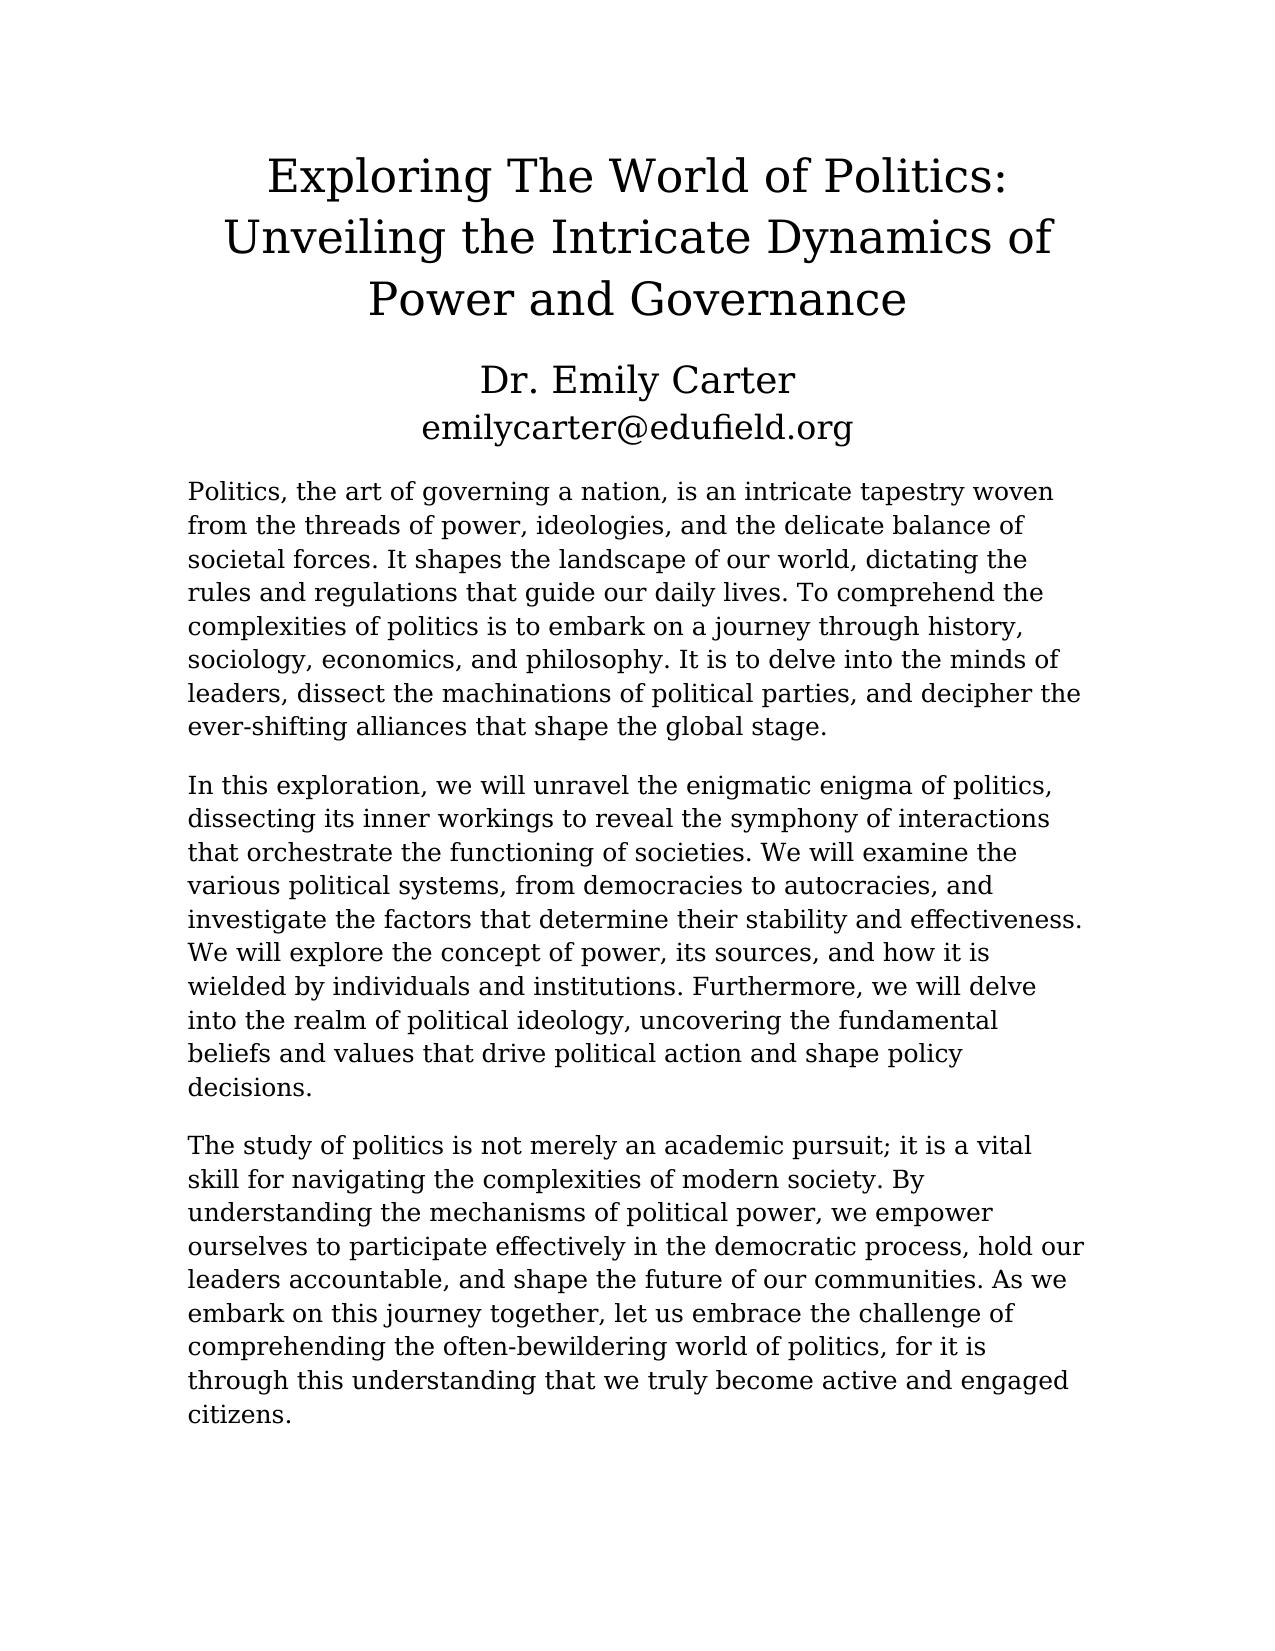 Exploring The World of Politics:
Unveiling the Intricate Dynamics of
Power and Governance
Dr. Emily Carter
emilycarter@edufield.org
Politics, the art of governing a nation, is an intricate tapestry woven
from the threads of power, ideologies, and the delicate balance of
societal forces. It shapes the landscape of our world, dictating the
rules and regulations that guide our daily lives. To comprehend the
complexities of politics is to embark on a journey through history,
sociology, economics, and philosophy. It is to delve into the minds of
leaders, dissect the machinations of political parties, and decipher the
ever-shifting alliances that shape the global stage.
In this exploration, we will unravel the enigmatic enigma of politics,
dissecting its inner workings to reveal the symphony of interactions
that orchestrate the functioning of societies. We will examine the
various political systems, from democracies to autocracies, and
investigate the factors that determine their stability and effectiveness.
We will explore the concept of power, its sources, and how it is
wielded by individuals and institutions. Furthermore, we will delve
into the realm of political ideology, uncovering the fundamental
beliefs and values that drive political action and shape policy
decisions.
The study of politics is not merely an academic pursuit; it is a vital
skill for navigating the complexities of modern society. By
understanding the mechanisms of political power, we empower
ourselves to participate effectively in the democratic process, hold our
leaders accountable, and shape the future of our communities. As we
embark on this journey together, let us embrace the challenge of
comprehending the often-bewildering world of politics, for it is
through this understanding that we truly become active and engaged
citizens.